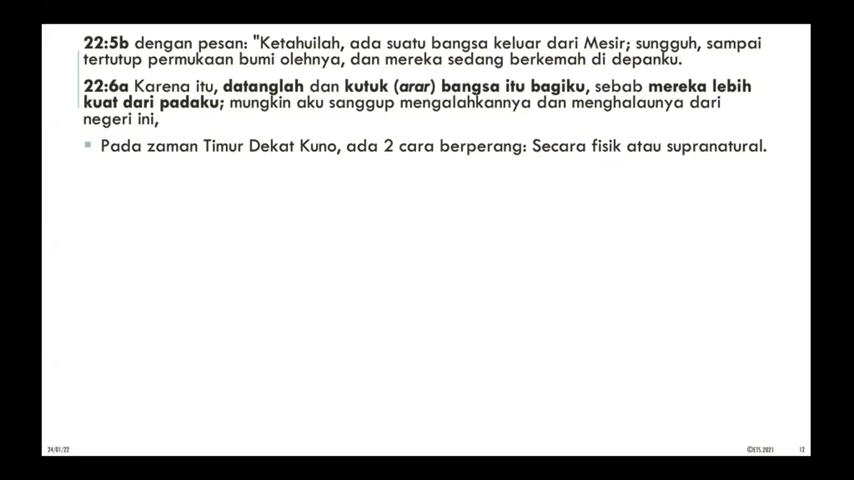 22:5b dengan pesan: "Ketahuilah, ada suatu bangsa keluar dari Mesir; sungguh, sampai
tertutup permukaan bumi olehnya, dan mereka sedang berkemah di depanku.
22:6a Karena itu, datanglah dan kutuk (arar) bangsa itu bagiku, sebab mereka lebih
kuat dari padaku; mungkin aku sanggup mengalahkannya dan menghalaunya dari
negeri ini,
▪ Pada zaman Timur Dekat Kuno, ada 2 cara berperang: Secara fisik atau supranatural.
24/01/22
©ETS.2021
12